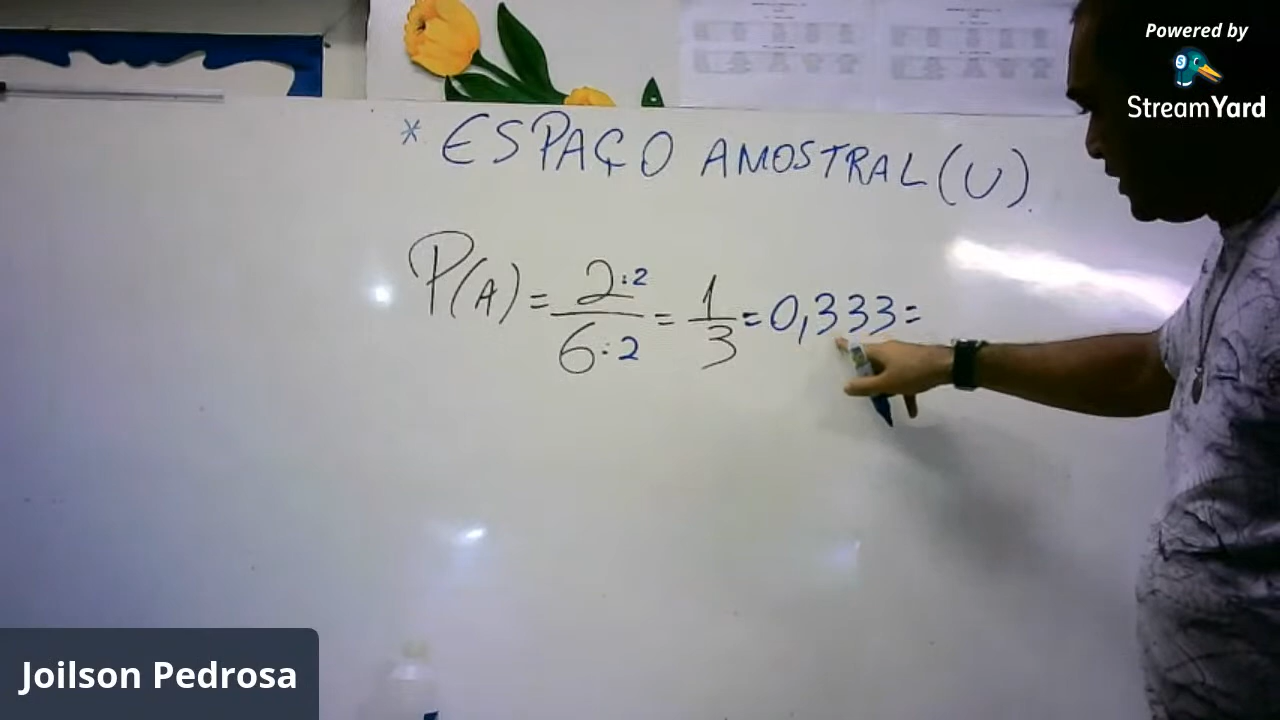 Powered by
StreamYard
* ESPAÇO AMOSTRAL (U).
P(A) = 2:2/6:2 = 1/3 = 0,333 =
Joilson Pedrosa